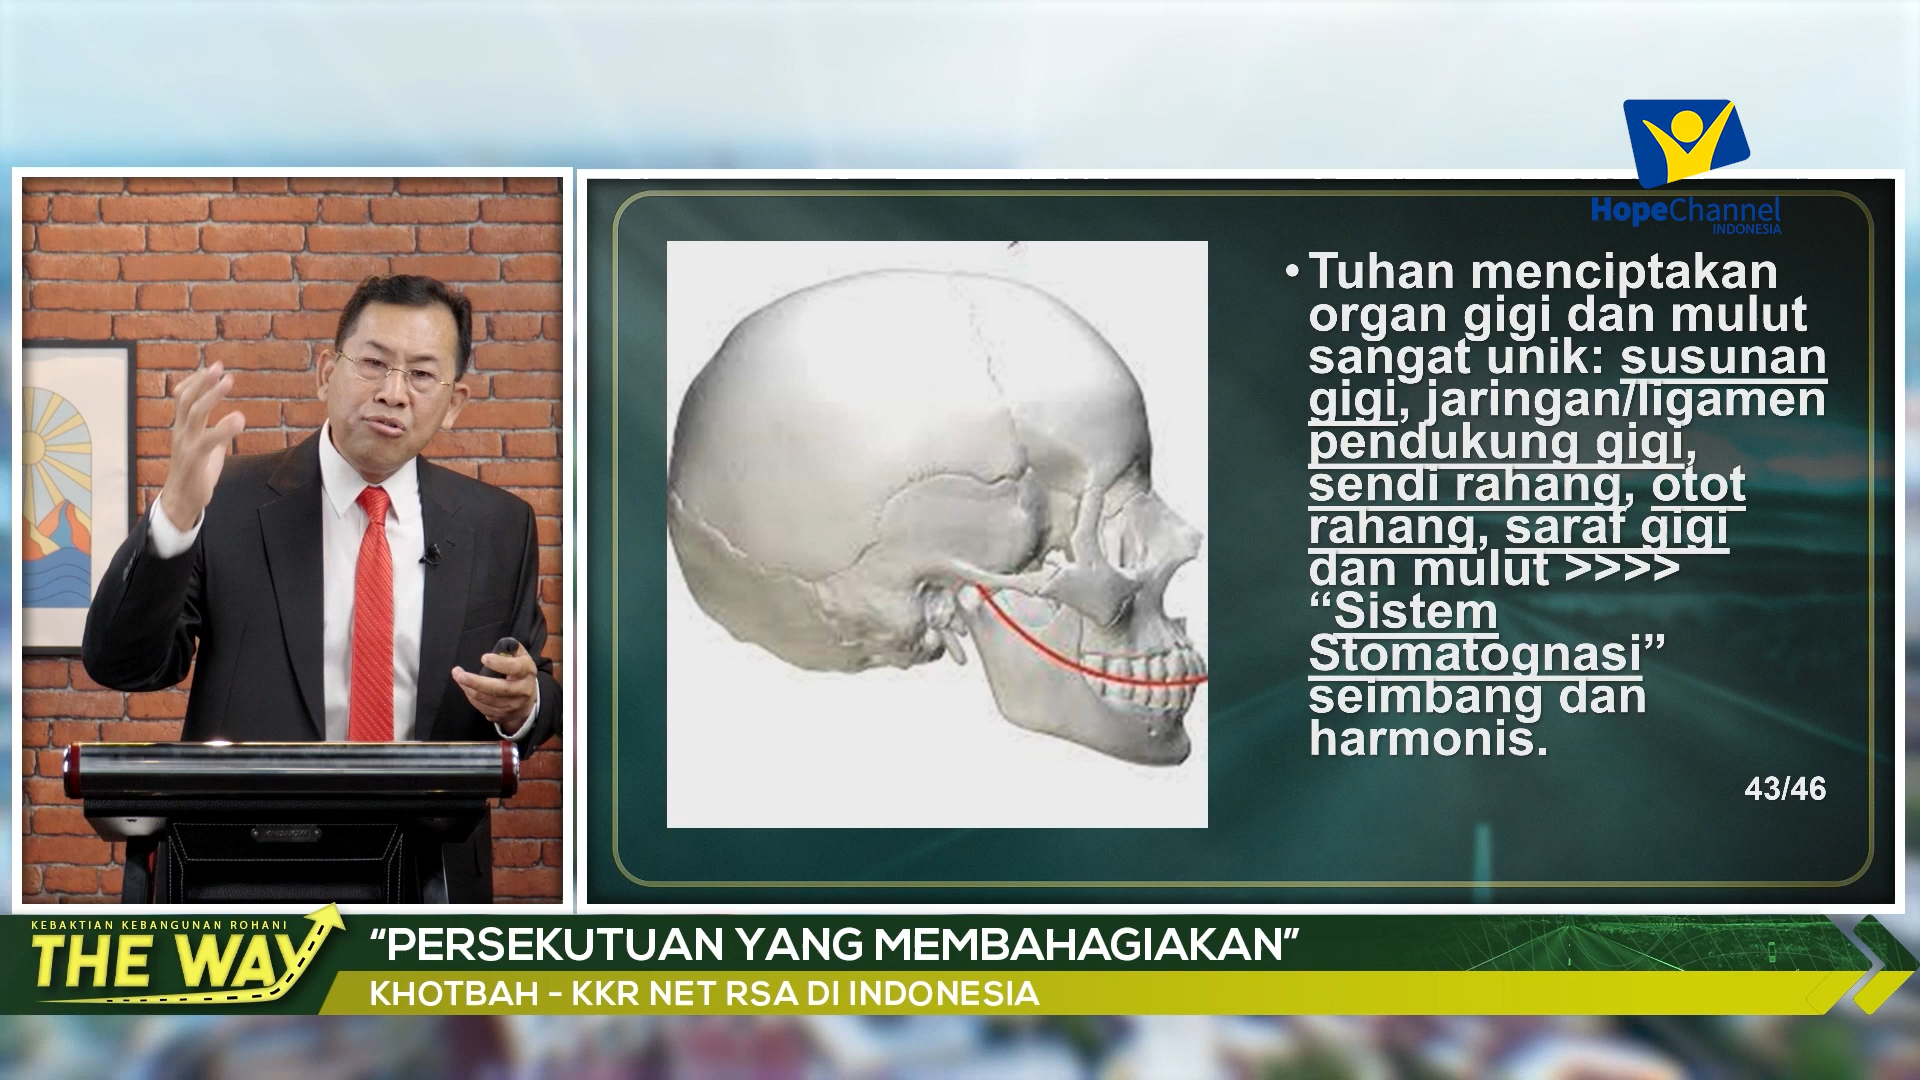 HopeChannel
INDONESIA
• Tuhan menciptakan
organ gigi dan mulut
sangat unik: susunan
gigi, jaringan/ligamen
pendukung gigi,
sendi rahang, otot
rahang, saraf gigi
dan mulut >>>>
“Sistem
Stomatognasi”
seimbang dan
harmonis.
43/46
KEBAKTIAN KEBANGUNAN ROHANI
THE WAY
“PERSEKUTUAN YANG MEMBAHAGIAKAN”
KHOTBAH - KKR NET RSA DI INDONESIA